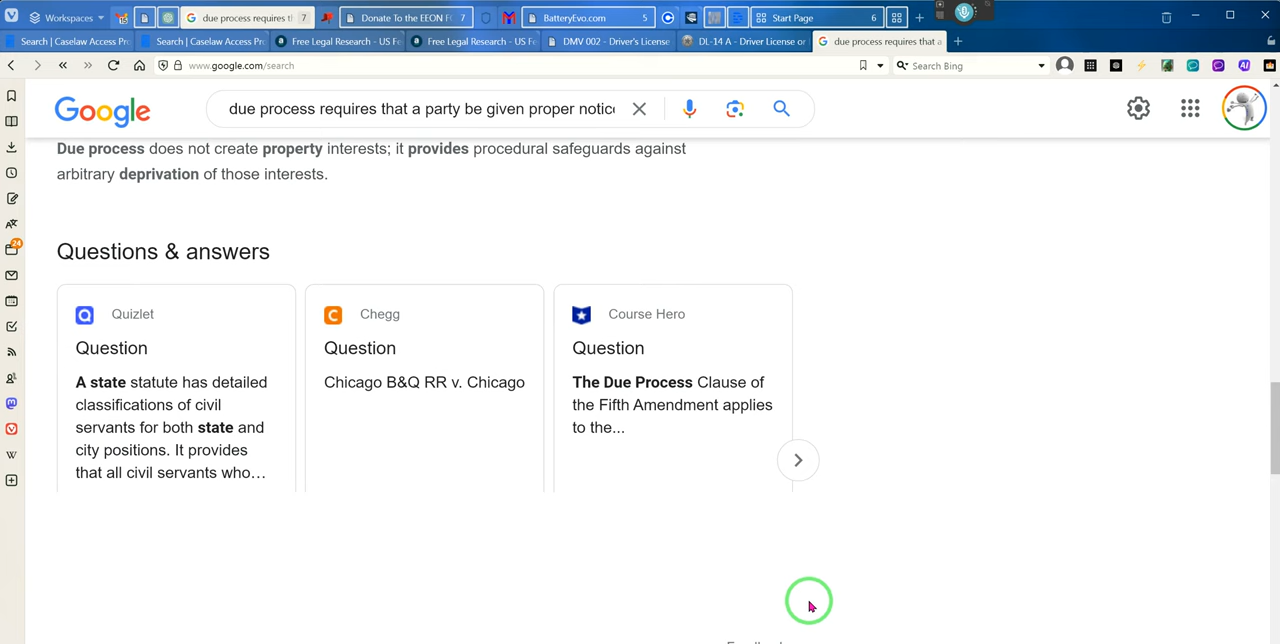 Workspaces
due process requires t
7
Donate To the EEON F
7
BatteryEvo.com
5
Start Page
6
Search | Caselaw Access Pr
Search | Caselaw Access Pro
Free Legal Research - US Fe
Free Legal Research - US Fe
DMV 002 - Driver's License
DL-14 A - Driver License or
due process requires that a
www.google.com/search
Search Bing
AI
Google
due process requires that a party be given proper notice
Due process does not create property interests; it provides procedural safeguards against
arbitrary deprivation of those interests.
24
Questions & answers
Quizlet
Question
A state statute has detailed
classifications of civil
servants for both state and
city positions. It provides
that all civil servants who...
Chegg
Question
Chicago B&Q RR v. Chicago
Course Hero
Question
The Due Process Clause of
the Fifth Amendment applies
to the...